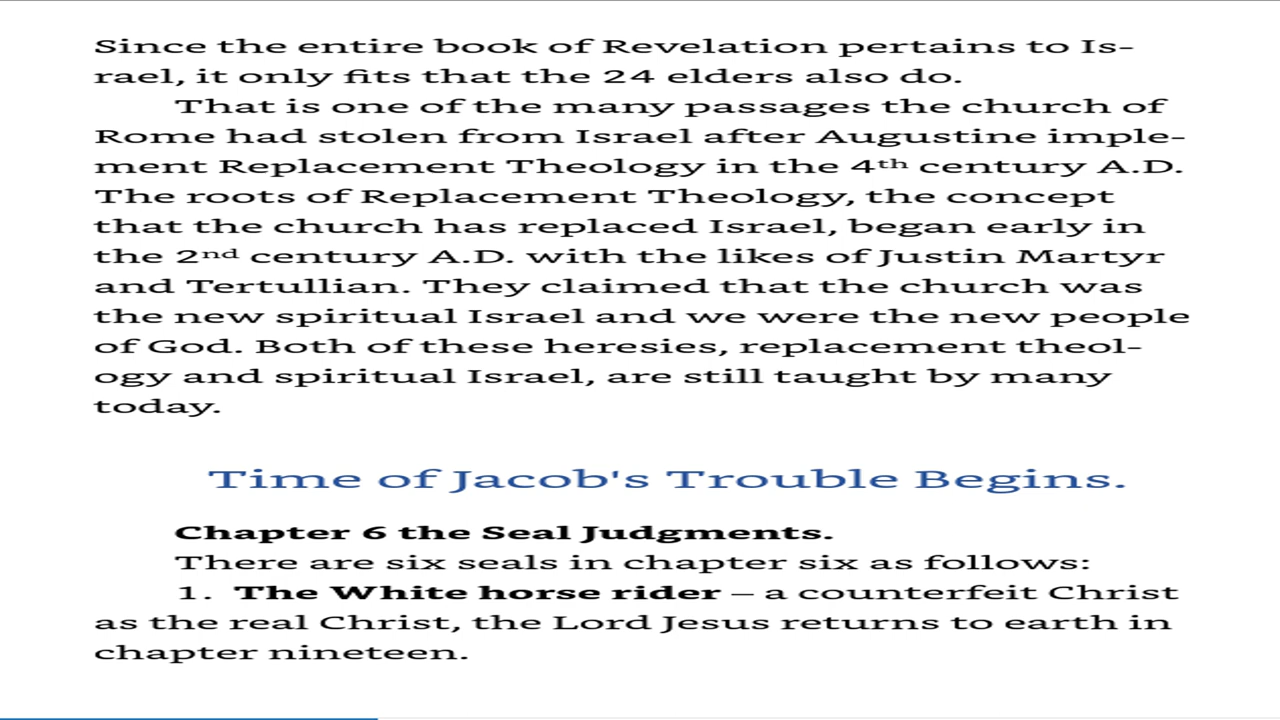 Since the entire book of Revelation pertains to Is-
rael, it only fits that the 24 elders also do.
That is one of the many passages the church of
Rome had stolen from Israel after Augustine imple-
ment Replacement Theology in the 4th century A.D.
The roots of Replacement Theology, the concept
that the church has replaced Israel, began early in
the 2nd century A.D. with the likes of Justin Martyr
and Tertullian. They claimed that the church was
the new spiritual Israel and we were the new people
of God. Both of these heresies, replacement theol-
ogy and spiritual Israel, are still taught by many
today.
Time of Jacob's Trouble Begins.
Chapter 6 the Seal Judgments.
There are six seals in chapter six as follows:
1. The White horse rider – a counterfeit Christ
as the real Christ, the Lord Jesus returns to earth in
chapter nineteen.